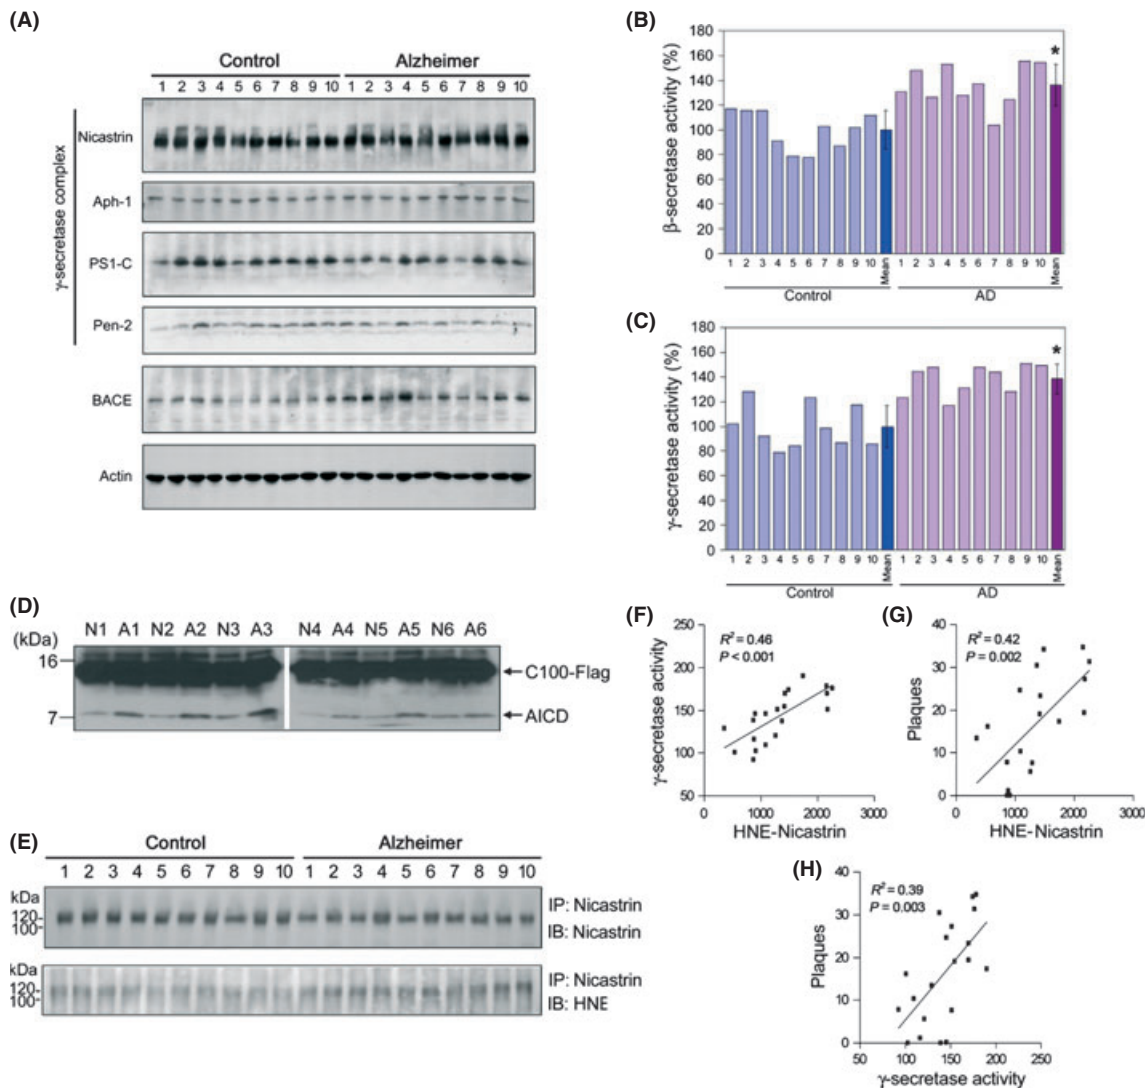 (A)
Control Alzheimer
1 2 3 4 5 6 7 8 9 10 1 2 3 4 5 6 7 8 9 10
γ-secretase complex
Nicastrin
Aph-1
PS1-C
Pen-2
BACE
Actin
(B)
β-secretase activity (%)
180
160
140
120
100
80
60
40
20
0
*
1 2 3 4 5 6 7 8 9 10 Mean 1 2 3 4 5 6 7 8 9 10 Mean
Control AD
(C)
γ-secretase activity (%)
180
160
140
120
100
80
60
40
20
0
*
1 2 3 4 5 6 7 8 9 10 Mean 1 2 3 4 5 6 7 8 9 10 Mean
Control AD
(D)
N1 A1 N2 A2 N3 A3 N4 A4 N5 A5 N6 A6
(kDa)
16
7
C100-Flag
AICD
(E)
Control Alzheimer
1 2 3 4 5 6 7 8 9 10 1 2 3 4 5 6 7 8 9 10
kDa
120
100
IP: Nicastrin
IB: Nicastrin
kDa
120
100
IP: Nicastrin
IB: HNE
(F)
R² = 0.46
P < 0.001
γ-secretase activity
250
200
150
100
50
0 1000 2000 3000
HNE-Nicastrin
(G)
R² = 0.42
P = 0.002
Plaques
40
30
20
10
0
0 1000 2000 3000
HNE-Nicastrin
(H)
R² = 0.39
P = 0.003
Plaques
40
30
20
10
0
50 100 150 200 250
γ-secretase activity